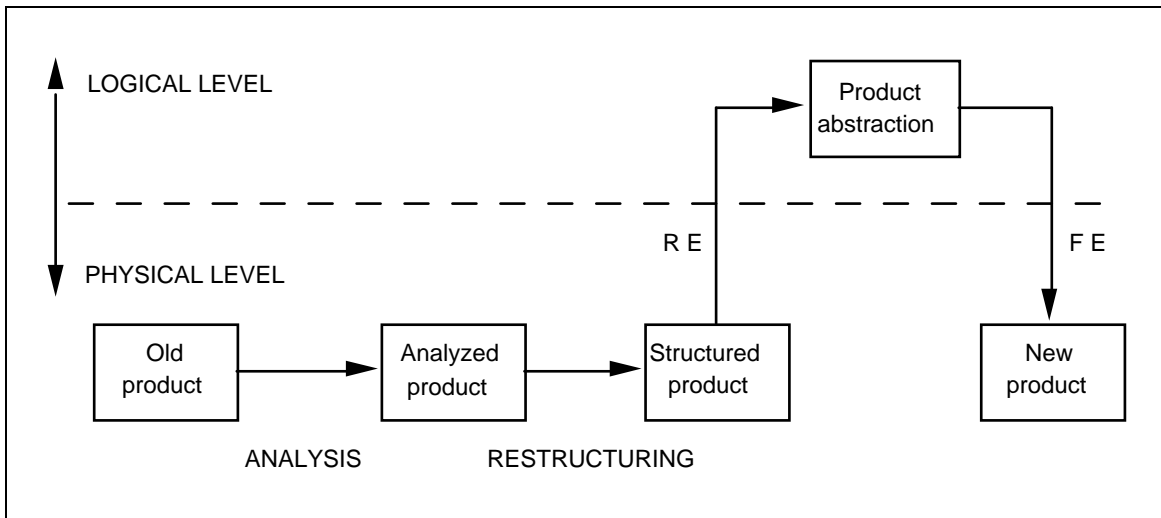 LOGICAL LEVEL
Product
abstraction
R E
F E
PHYSICAL LEVEL
Old
product
Analyzed
product
Structured
product
New
product
ANALYSIS
RESTRUCTURING